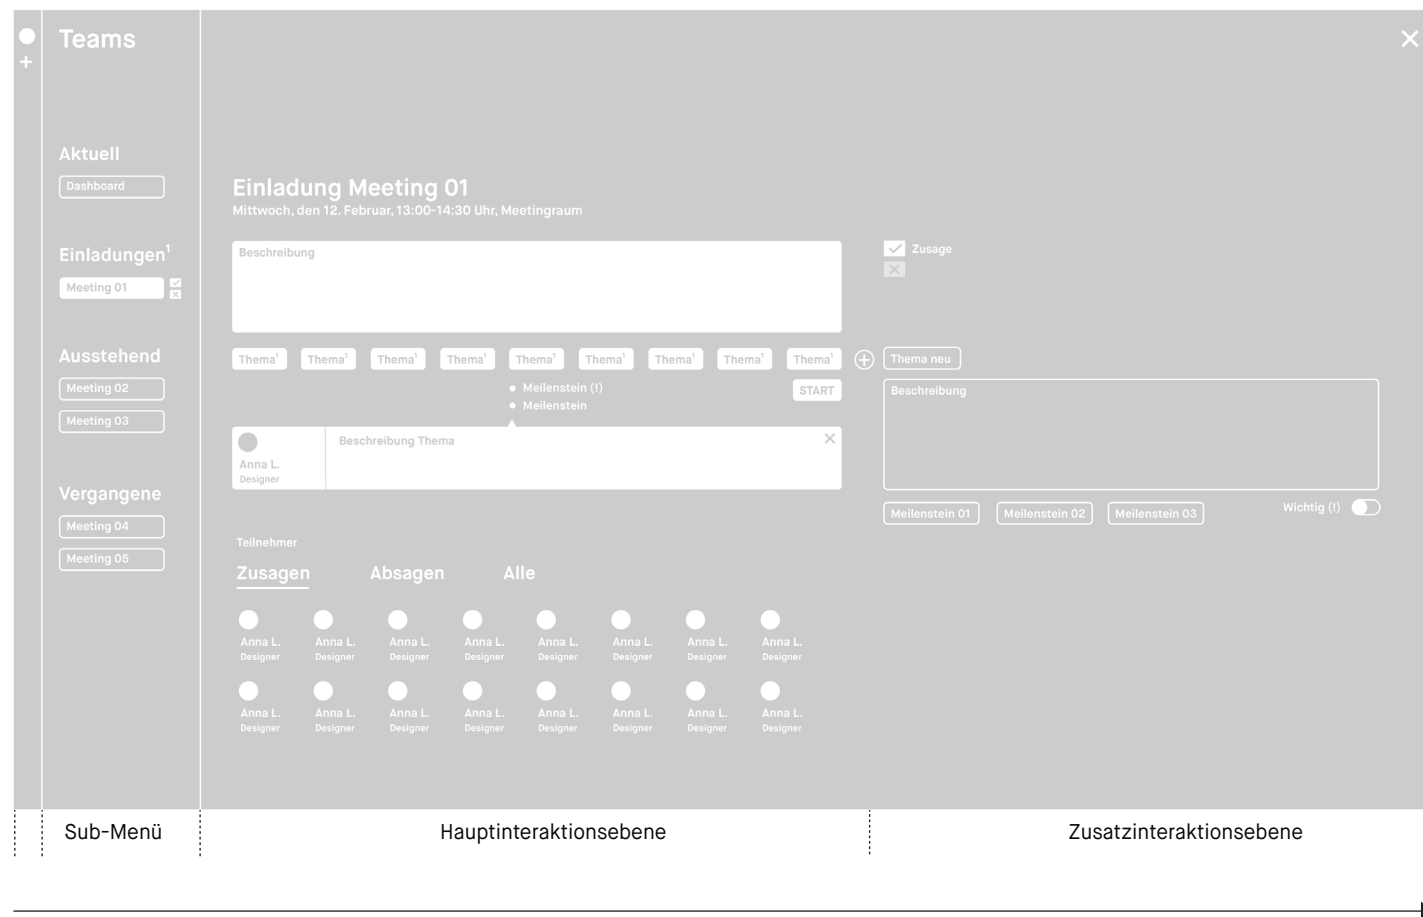 Teams
Aktuell
Dashboard
Einladungen¹
Meeting 01
Ausstehend
Meeting 02
Meeting 03
Vergangene
Meeting 04
Meeting 05
Einladung Meeting 01
Mittwoch, den 12. Februar, 13:00-14:30 Uhr, Meetingraum
Beschreibung
Thema¹ Thema¹ Thema¹ Thema¹ Thema¹ Thema¹ Thema¹ Thema¹ Thema¹
Meilenstein (!)
Meilenstein
START
Anna L.
Designer
Beschreibung Thema
Teilnehmer
Zusagen Absagen Alle
Anna L. Anna L. Anna L. Anna L. Anna L. Anna L. Anna L. Anna L.
Designer Designer Designer Designer Designer Designer Designer Designer
Anna L. Anna L. Anna L. Anna L. Anna L. Anna L. Anna L. Anna L.
Designer Designer Designer Designer Designer Designer Designer Designer
Zusage
Thema neu
Beschreibung
Meilenstein 01 Meilenstein 02 Meilenstein 03 Wichtig (!)
Sub-Menü Hauptinteraktionsebene Zusatzinteraktionsebene